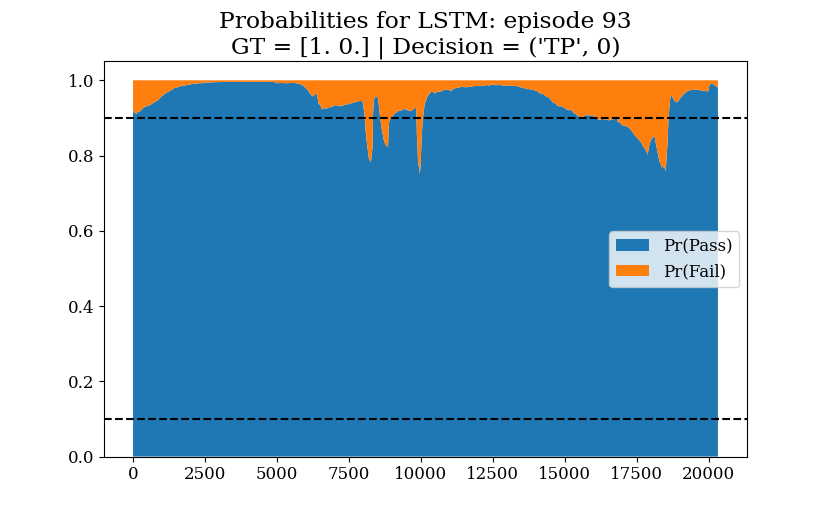 Probabilities for LSTM: episode 93
GT = [1. 0.] | Decision = ('TP', 0)
1.0
0.8
0.6
0.4
0.2
0.0
Pr(Pass)
Pr(Fail)
0 2500 5000 7500 10000 12500 15000 17500 20000